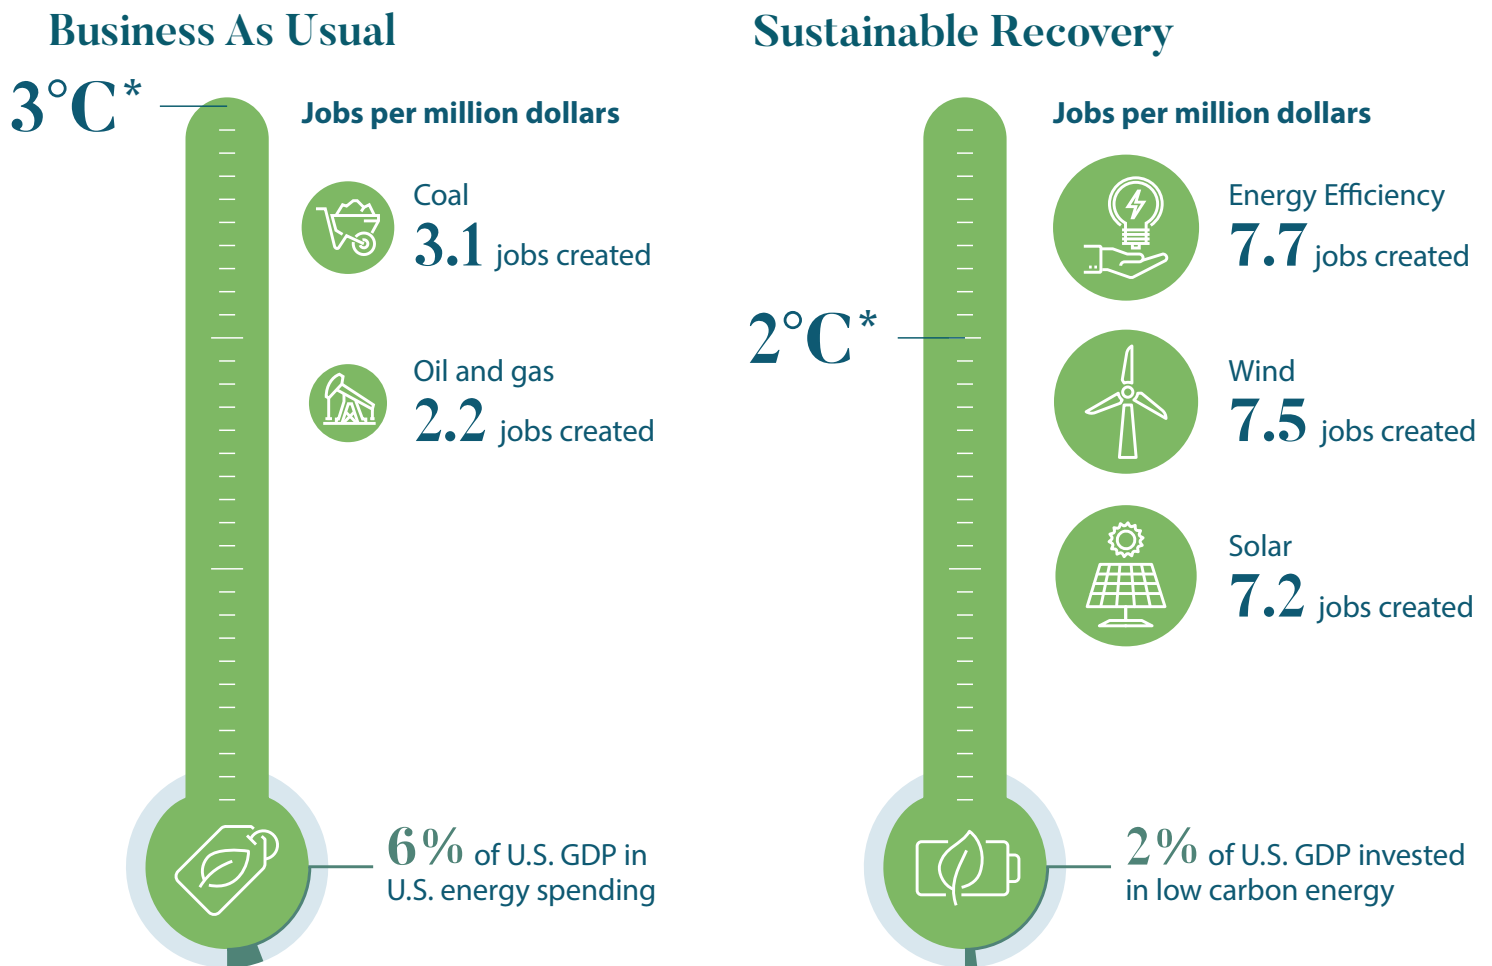 Business As Usual
3°C*
Jobs per million dollars
Coal
3.1 jobs created
Oil and gas
2.2 jobs created
6% of U.S. GDP in
U.S. energy spending
Sustainable Recovery
2°C*
Jobs per million dollars
Energy Efficiency
7.7 jobs created
Wind
7.5 jobs created
Solar
7.2 jobs created
2% of U.S. GDP invested
in low carbon energy